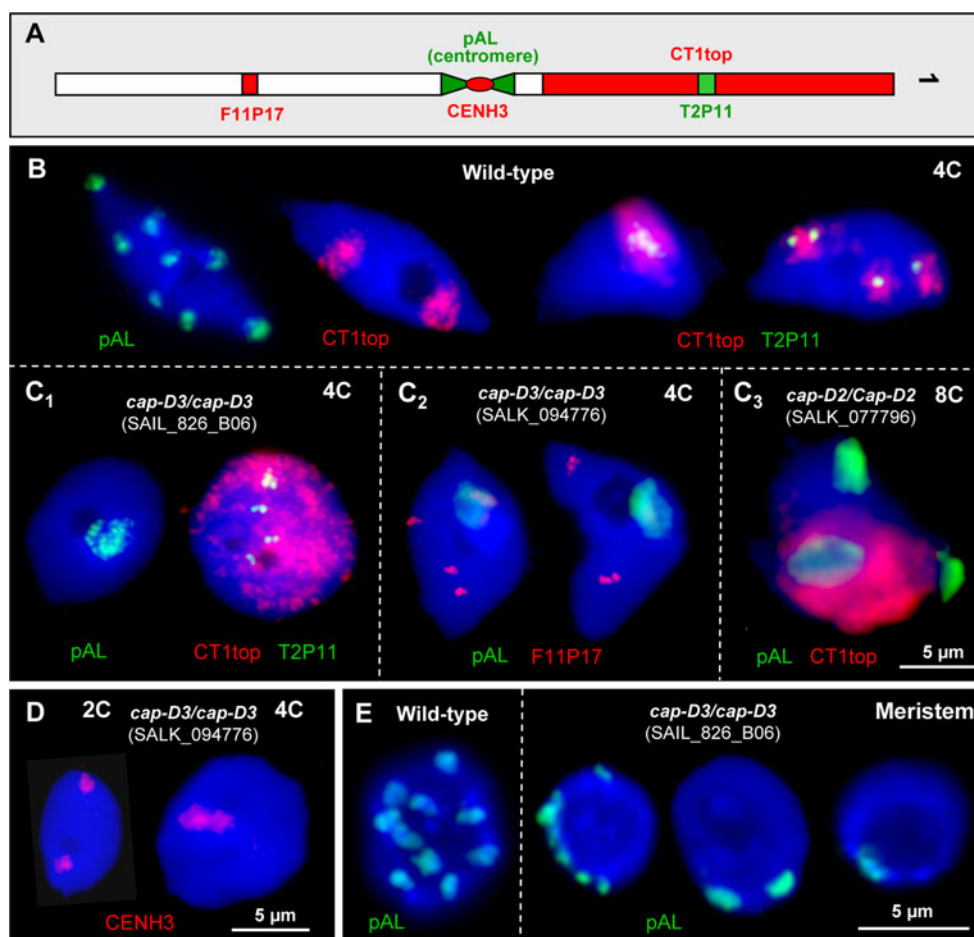 A
pAL
(centromere)
CT1top
1
F11P17
CENH3
T2P11
B
Wild-type
4C
pAL
CT1top
CT1top T2P11
C1
cap-D3/cap-D3
(SAIL_826_B06)
4C
pAL
CT1top T2P11
C2
cap-D3/cap-D3
(SALK_094776)
4C
pAL F11P17
C3
cap-D2/Cap-D2
(SALK_077796)
8C
pAL CT1top
5 µm
D
2C
cap-D3/cap-D3
(SALK_094776)
4C
CENH3
5 µm
E
Wild-type
cap-D3/cap-D3
(SAIL_826_B06)
Meristem
pAL
pAL
5 µm